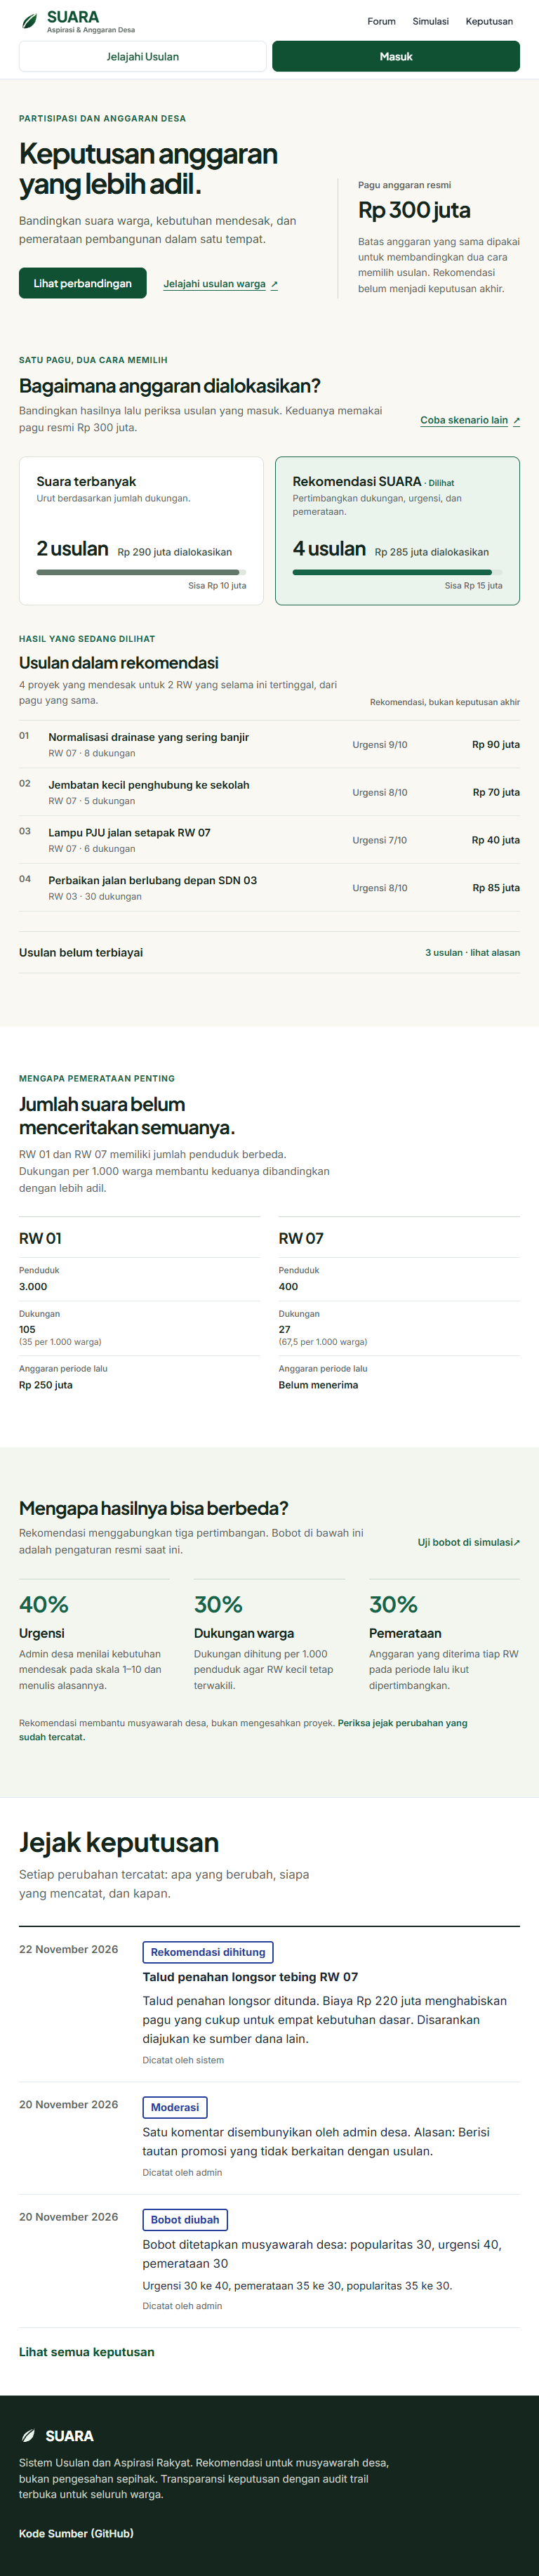 SUARA
Aspirasi & Anggaran Desa
Forum
Simulasi
Keputusan
Jelajahi Usulan
Masuk
PARTISIPASI DAN ANGGARAN DESA
Keputusan anggaran
yang lebih adil.
Bandingkan suara warga, kebutuhan mendesak, dan
pemerataan pembangunan dalam satu tempat.
Lihat perbandingan
Jelajahi usulan warga ↗
Pagu anggaran resmi
Rp 300 juta
Batas anggaran yang sama dipakai
untuk membandingkan dua cara
memilih usulan. Rekomendasi
belum menjadi keputusan akhir.
SATU PAGU, DUA CARA MEMILIH
Bagaimana anggaran dialokasikan?
Bandingkan hasilnya lalu periksa usulan yang masuk. Keduanya memakai
pagu resmi Rp 300 juta.
Coba skenario lain ↗
Suara terbanyak
Urut berdasarkan jumlah dukungan.
2 usulan Rp 290 juta dialokasikan
Sisa Rp 10 juta
Rekomendasi SUARA · Dilihat
Pertimbangkan dukungan, urgensi, dan
pemerataan.
4 usulan Rp 285 juta dialokasikan
Sisa Rp 15 juta
HASIL YANG SEDANG DILIHAT
Usulan dalam rekomendasi
4 proyek yang mendesak untuk 2 RW yang selama ini tertinggal, dari
pagu yang sama.
Rekomendasi, bukan keputusan akhir
01 Normalisasi drainase yang sering banjir
RW 07 · 8 dukungan
Urgensi 9/10
Rp 90 juta
02 Jembatan kecil penghubung ke sekolah
RW 07 · 5 dukungan
Urgensi 8/10
Rp 70 juta
03 Lampu PJU jalan setapak RW 07
RW 07 · 6 dukungan
Urgensi 7/10
Rp 40 juta
04 Perbaikan jalan berlubang depan SDN 03
RW 03 · 30 dukungan
Urgensi 8/10
Rp 85 juta
Usulan belum terbiayai
3 usulan · lihat alasan
MENGAPA PEMERATAAN PENTING
Jumlah suara belum
menceritakan semuanya.
RW 01 dan RW 07 memiliki jumlah penduduk berbeda.
Dukungan per 1.000 warga membantu keduanya dibandingkan
dengan lebih adil.
RW 01
Penduduk
3.000
Dukungan
105
(35 per 1.000 warga)
Anggaran periode lalu
Rp 250 juta
RW 07
Penduduk
400
Dukungan
27
(67,5 per 1.000 warga)
Anggaran periode lalu
Belum menerima
Mengapa hasilnya bisa berbeda?
Rekomendasi menggabungkan tiga pertimbangan. Bobot di bawah ini
adalah pengaturan resmi saat ini.
Uji bobot di simulasi↗
40%
Urgensi
Admin desa menilai kebutuhan
mendesak pada skala 1–10 dan
menulis alasannya.
30%
Dukungan warga
Dukungan dihitung per 1.000
penduduk agar RW kecil tetap
terwakili.
30%
Pemerataan
Anggaran yang diterima tiap RW
pada periode lalu ikut
dipertimbangkan.
Rekomendasi membantu musyawarah desa, bukan mengesahkan proyek. Periksa jejak perubahan yang
sudah tercatat.
Jejak keputusan
Setiap perubahan tercatat: apa yang berubah, siapa
yang mencatat, dan kapan.
22 November 2026
Rekomendasi dihitung
Talud penahan longsor tebing RW 07
Talud penahan longsor ditunda. Biaya Rp 220 juta menghabiskan
pagu yang cukup untuk empat kebutuhan dasar. Disarankan
diajukan ke sumber dana lain.
Dicatat oleh sistem
20 November 2026
Moderasi
Satu komentar disembunyikan oleh admin desa. Alasan: Berisi
tautan promosi yang tidak berkaitan dengan usulan.
Dicatat oleh admin
20 November 2026
Bobot diubah
Bobot ditetapkan musyawarah desa: popularitas 30, urgensi 40,
pemerataan 30
Urgensi 30 ke 40, pemerataan 35 ke 30, popularitas 35 ke 30.
Dicatat oleh admin
Lihat semua keputusan
SUARA
Sistem Usulan dan Aspirasi Rakyat. Rekomendasi untuk musyawarah desa,
bukan pengesahan sepihak. Transparansi keputusan dengan audit trail
terbuka untuk seluruh warga.
Kode Sumber (GitHub)